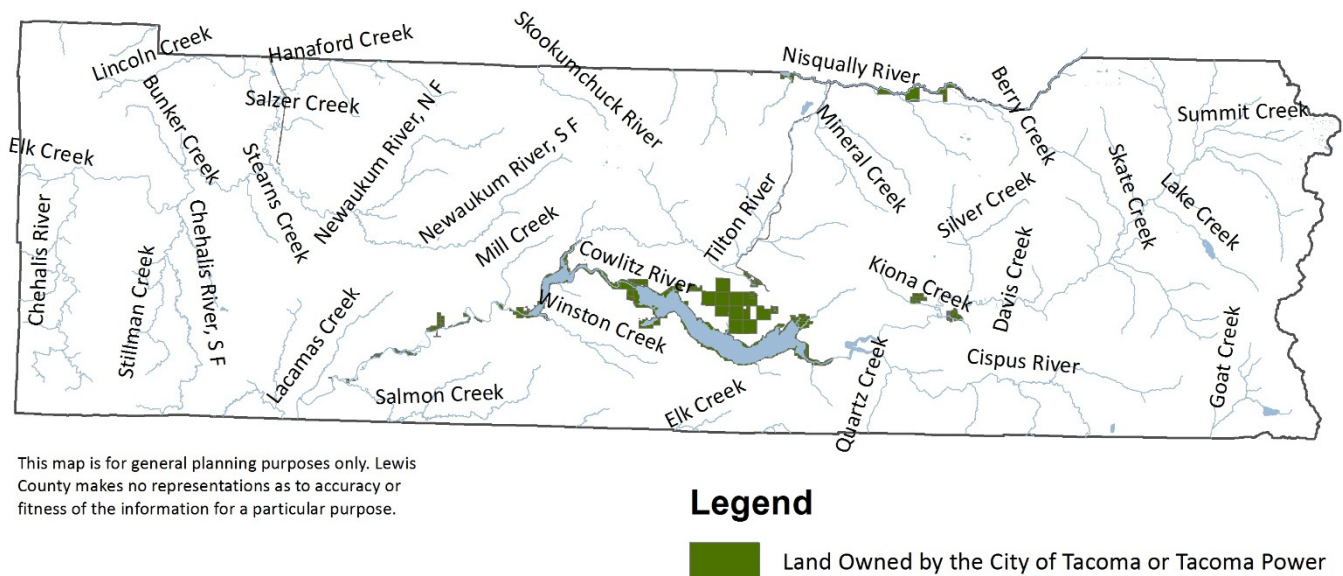 Lincoln Creek
Hanaford Creek
Skookumchuck River
Nisqually River
Berry Creek
Summit Creek
Bunker Creek
Salzer Creek
Newaukum River, N F
Newaukum River, S F
Mineral Creek
Skate Creek
Lake Creek
Elk Creek
Stearns Creek
Silver Creek
Chehalis River
Chehalis River, S F
Mill Creek
Tilton River
Cowlitz River
Kiona Creek
Davis Creek
Stillman Creek
Winston Creek
Lacamas Creek
Salmon Creek
Elk Creek
Quartz Creek
Cispus River
Goat Creek
This map is for general planning purposes only. Lewis
County makes no representations as to accuracy or
fitness of the information for a particular purpose.
Legend
Land Owned by the City of Tacoma or Tacoma Power